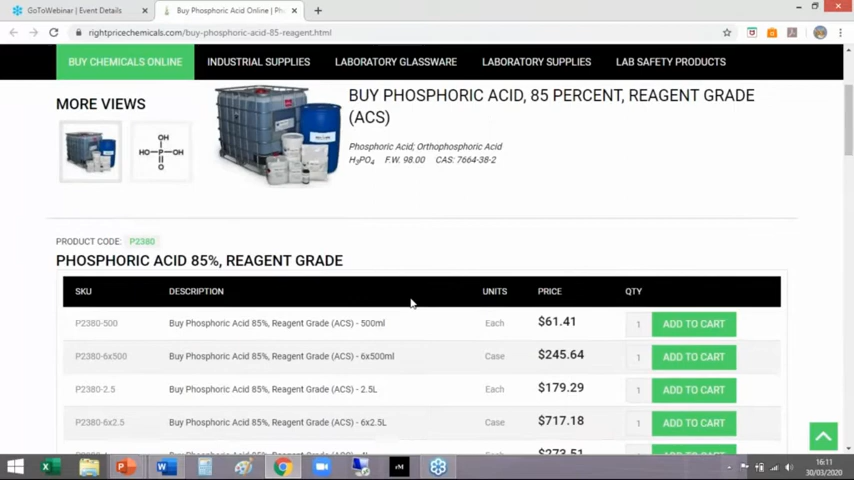 GoToWebinar | Event Details
Buy Phosphoric Acid Online | Ph
rightpricechemicals.com/buy-phosphoric-acid-85-reagent.html
BUY CHEMICALS ONLINE
INDUSTRIAL SUPPLIES
LABORATORY GLASSWARE
LABORATORY SUPPLIES
LAB SAFETY PRODUCTS
MORE VIEWS
OH
HO–P–OH
O
BUY PHOSPHORIC ACID, 85 PERCENT, REAGENT GRADE
(ACS)
Phosphoric Acid; Orthophosphoric Acid
H₃PO₄ F.W. 98.00 CAS: 7664-38-2
PRODUCT CODE: P2380
PHOSPHORIC ACID 85%, REAGENT GRADE
SKU DESCRIPTION UNITS PRICE QTY
P2380-500 Buy Phosphoric Acid 85%, Reagent Grade (ACS) - 500ml Each $61.41 1 ADD TO CART
P2380-6x500 Buy Phosphoric Acid 85%, Reagent Grade (ACS) - 6x500ml Case $245.64 1 ADD TO CART
P2380-2.5 Buy Phosphoric Acid 85%, Reagent Grade (ACS) - 2.5L Each $179.29 1 ADD TO CART
P2380-6x2.5 Buy Phosphoric Acid 85%, Reagent Grade (ACS) - 6x2.5L Case $717.18 1 ADD TO CART
$273.51
rM
16:11
30/03/2020